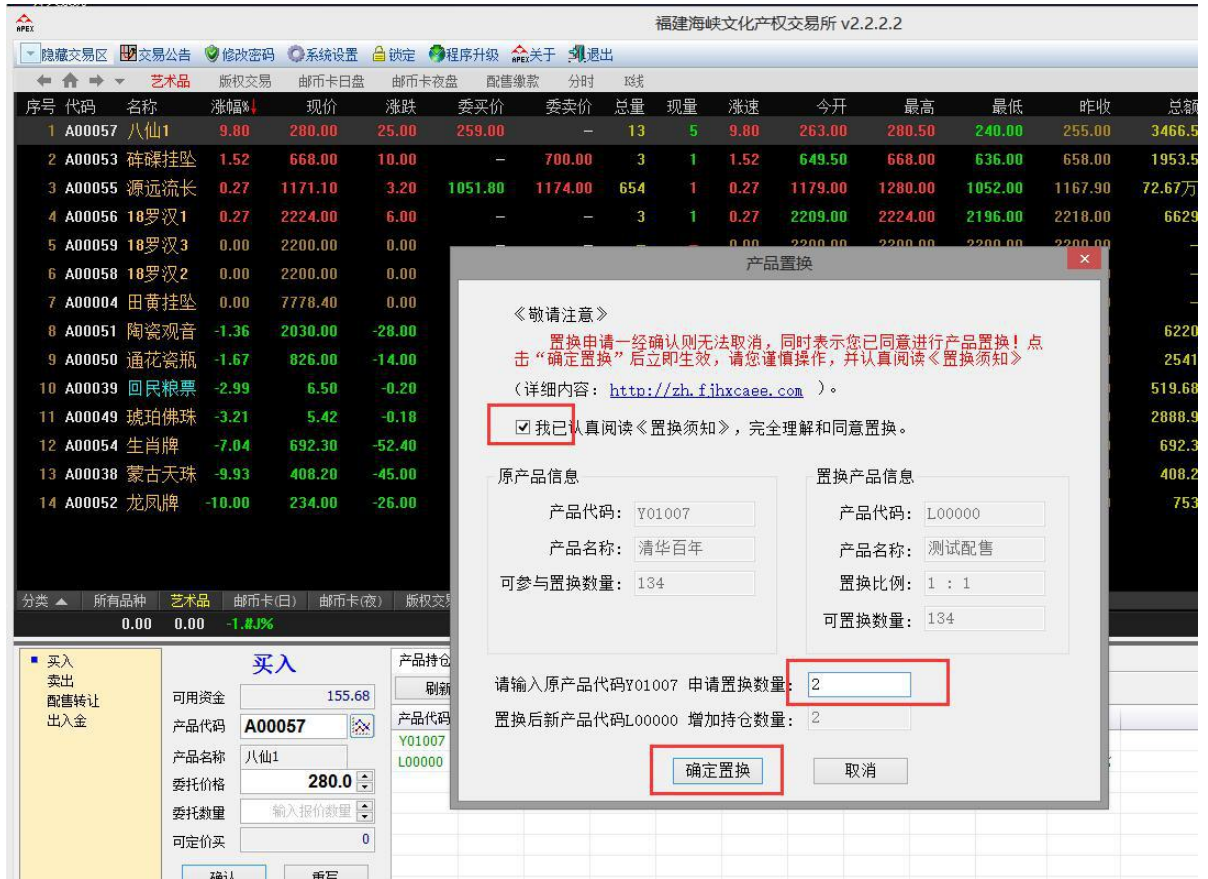 APEX
福建海峡文化产权交易所 v2.2.2.2
隐藏交易区 交易公告 修改密码 系统设置 锁定 程序升级 APEX 关于 退出
艺术品 版权交易 邮币卡日盘 邮币卡夜盘 配售缴款 分时 K线
序号 代码 名称 涨幅%↓ 现价 涨跌 委买价 委卖价 总量 现量 涨速 今开 最高 最低 昨收 总额
1 A00057 八仙1 9.80 280.00 25.00 259.00 — 13 5 9.80 263.00 280.50 240.00 255.00 3466.5
2 A00053 砗磲挂坠 1.52 668.00 10.00 — 700.00 3 1 1.52 649.50 668.00 636.00 658.00 1953.5
3 A00055 源远流长 0.27 1171.10 3.20 1051.80 1174.00 654 1 0.27 1179.00 1280.00 1052.00 1167.90 72.67万
4 A00056 18罗汉1 0.27 2224.00 6.00 — — 3 1 0.27 2209.00 2224.00 2196.00 2218.00 6629
5 A00059 18罗汉3 0.00 2200.00 0.00 — — — — 0.00 2200.00 2200.00 2200.00 2200.00 —
6 A00058 18罗汉2 0.00 2200.00 0.00 —
7 A00004 田黄挂坠 0.00 7778.40 0.00 —
8 A00051 陶瓷观音 -1.36 2030.00 -28.00 6220
9 A00050 通花瓷瓶 -1.67 826.00 -14.00 2541
10 A00039 回民粮票 -2.99 6.50 -0.20 519.68
11 A00049 琥珀佛珠 -3.21 5.42 -0.18 2888.9
12 A00054 生肖牌 -7.04 692.30 -52.40 692.3
13 A00038 蒙古天珠 -9.93 408.20 -45.00 408.2
14 A00052 龙凤牌 -10.00 234.00 -26.00 753
分类 ▲ 所有品种 艺术品 邮币卡(日) 邮币卡(夜) 版权交
0.00 0.00 -1.#J%
产品置换
《敬请注意》
置换申请一经确认则无法取消，同时表示您已同意进行产品置换！点
击“确定置换”后立即生效，请您谨慎操作，并认真阅读《置换须知》
（详细内容：http://zh.fjhxcaee.com ）。
我已认真阅读《置换须知》，完全理解和同意置换。
原产品信息 置换产品信息
产品代码: Y01007 产品代码: L00000
产品名称: 清华百年 产品名称: 测试配售
可参与置换数量: 134 置换比例: 1 : 1
可置换数量: 134
请输入原产品代码Y01007 申请置换数量: 2
置换后新产品代码L00000 增加持仓数量: 2
确定置换 取消
买入
卖出
配售转让
出入金
买入
可用资金 155.68
产品代码 A00057
产品名称 八仙1
委托价格 280.0
委托数量 输入报价数量
可定价买 0
确认 重写
产品持仓
刷新
产品代码
Y01007
L00000